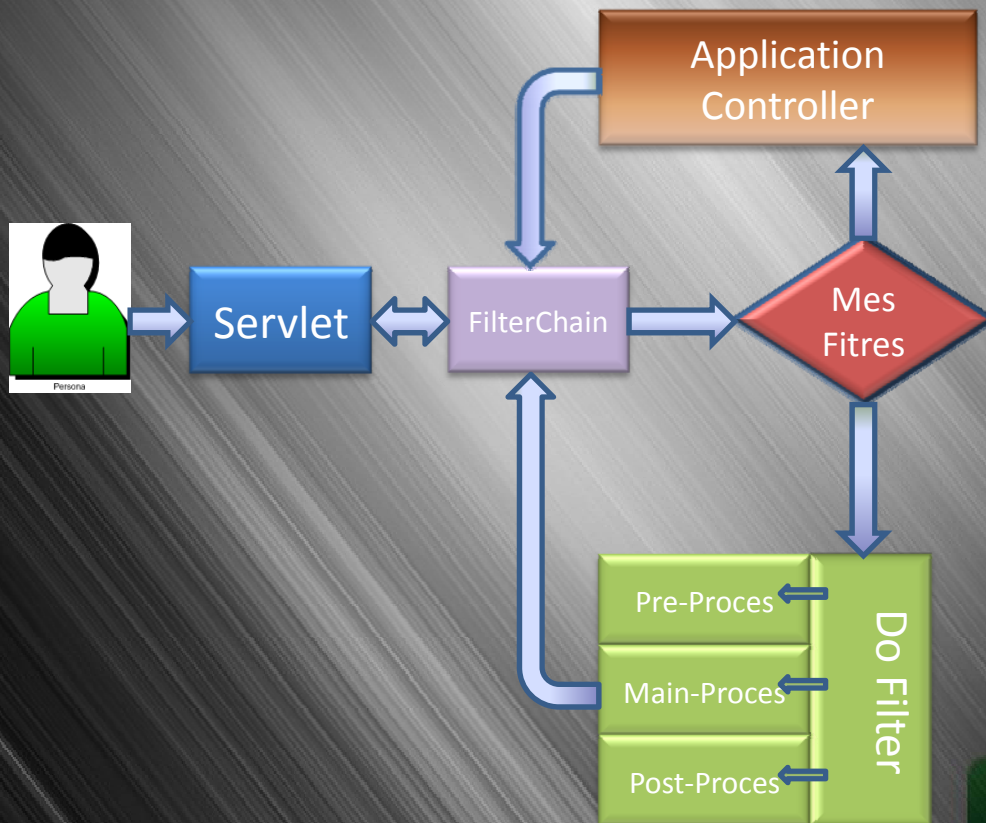 Application
Controller
Persona
Servlet
FilterChain
Mes
Fitres
Pre-Proces
Main-Proces
Post-Proces
Do Filter